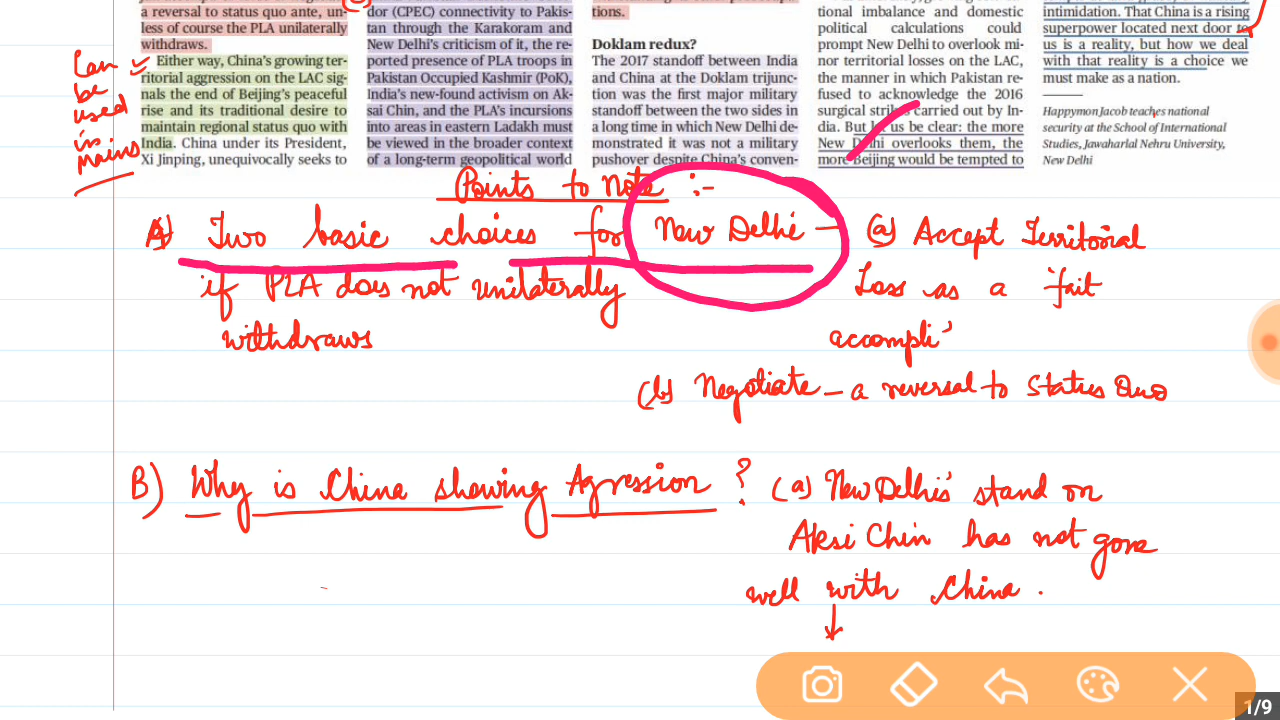 a reversal to status quo ante, un-
less of course the PLA unilaterally
withdraws.
Either way, China's growing ter-
ritorial aggression on the LAC sig-
nals the end of Beijing's peaceful
rise and its traditional desire to
maintain regional status quo with
India. China under its President,
Xi Jinping, unequivocally seeks to
dor (CPEC) connectivity to Pakis-
tan through the Karakoram and
New Delhi's criticism of it, the re-
ported presence of PLA troops in
Pakistan Occupied Kashmir (PoK),
India's new-found activism on Ak-
sai Chin, and the PLA's incursions
into areas in eastern Ladakh must
be viewed in the broader context
of a long-term geopolitical world
tions.
Doklam redux?
The 2017 standoff between India
and China at the Doklam trijunc-
tion was the first major military
standoff between the two sides in
a long time in which New Delhi de-
monstrated it was not a military
pushover despite China's conven-
tional imbalance and domestic
political calculations could
prompt New Delhi to overlook mi-
nor territorial losses on the LAC,
the manner in which Pakistan re-
fused to acknowledge the 2016
surgical strikes carried out by In-
dia. But let us be clear: the more
New Delhi overlooks them, the
more Beijing would be tempted to
intimidation. That China is a rising
superpower located next door to
us is a reality, but how we deal
with that reality is a choice we
must make as a nation.
Happymon Jacob teaches national
security at the School of International
Studies, Jawaharlal Nehru University,
New Delhi
Can
be
used
in
mains
Points to Note :-
A) Two basic choices for New Delhi - (a) Accept Territorial
if PLA does not unilaterally Loss as a 'fait
withdraws accompli'
(b) Negotiate - a reversal to Status Quo
B) Why is China showing Agression ? (a) New Delhi's stand on
Aksi Chin has not gone
well with China.
1/9